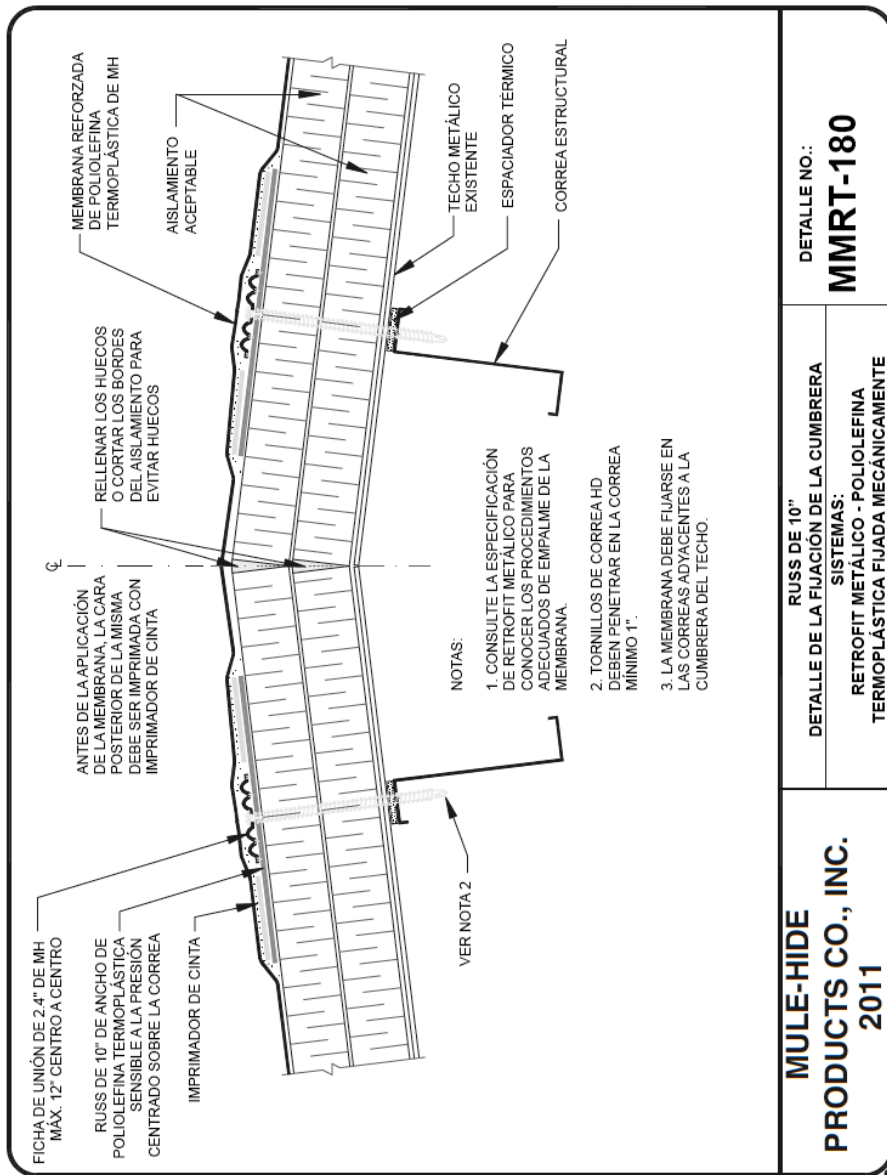 FICHA DE UNIÓN DE 2.4" DE MH
MÁX. 12" CENTRO A CENTRO
RUSS DE 10" DE ANCHO DE
POLIOLEFINA TERMOPLÁSTICA
SENSIBLE A LA PRESIÓN
CENTRADO SOBRE LA CORREA
IMPRIMADOR DE CINTA
ANTES DE LA APLICACIÓN
DE LA MEMBRANA, LA CARA
POSTERIOR DE LA MISMA
DEBE SER IMPRIMADA CON
IMPRIMADOR DE CINTA
℄
RELLENAR LOS HUECOS
O CORTAR LOS BORDES
DEL AISLAMIENTO PARA
EVITAR HUECOS
MEMBRANA REFORZADA
DE POLIOLEFINA
TERMOPLÁSTICA DE MH
AISLAMIENTO
ACEPTABLE
TECHO METÁLICO
EXISTENTE
ESPACIADOR TÉRMICO
CORREA ESTRUCTURAL
VER NOTA 2
NOTAS:
1. CONSULTE LA ESPECIFICACIÓN
DE RETROFIT METÁLICO PARA
CONOCER LOS PROCEDIMIENTOS
ADECUADOS DE EMPALME DE LA
MEMBRANA.
2. TORNILLOS DE CORREA HD
DEBEN PENETRAR EN LA CORREA
MÍNIMO 1".
3. LA MEMBRANA DEBE FIJARSE EN
LAS CORREAS ADYACENTES A LA
CUMBRERA DEL TECHO.
MULE-HIDE
PRODUCTS CO., INC.
2011
RUSS DE 10"
DETALLE DE LA FIJACIÓN DE LA CUMBRERA
SISTEMAS:
RETROFIT METÁLICO - POLIOLEFINA
TERMOPLÁSTICA FIJADA MECÁNICAMENTE
DETALLE NO.:
MMRT-180